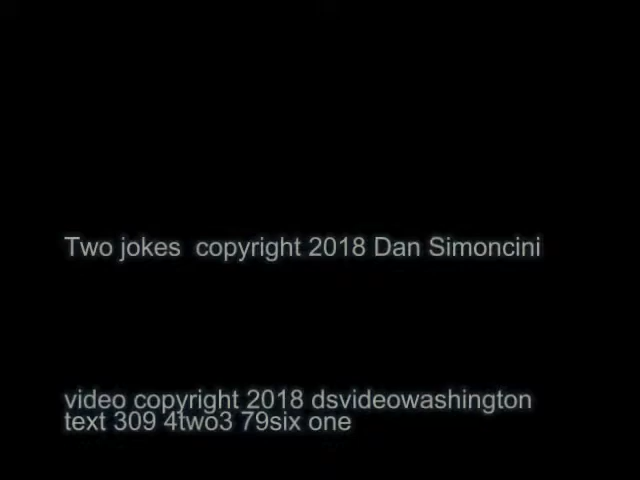 Two jokes  copyright 2018 Dan Simoncini
video copyright 2018 dsvideowashington
text 309 4two3 79six one